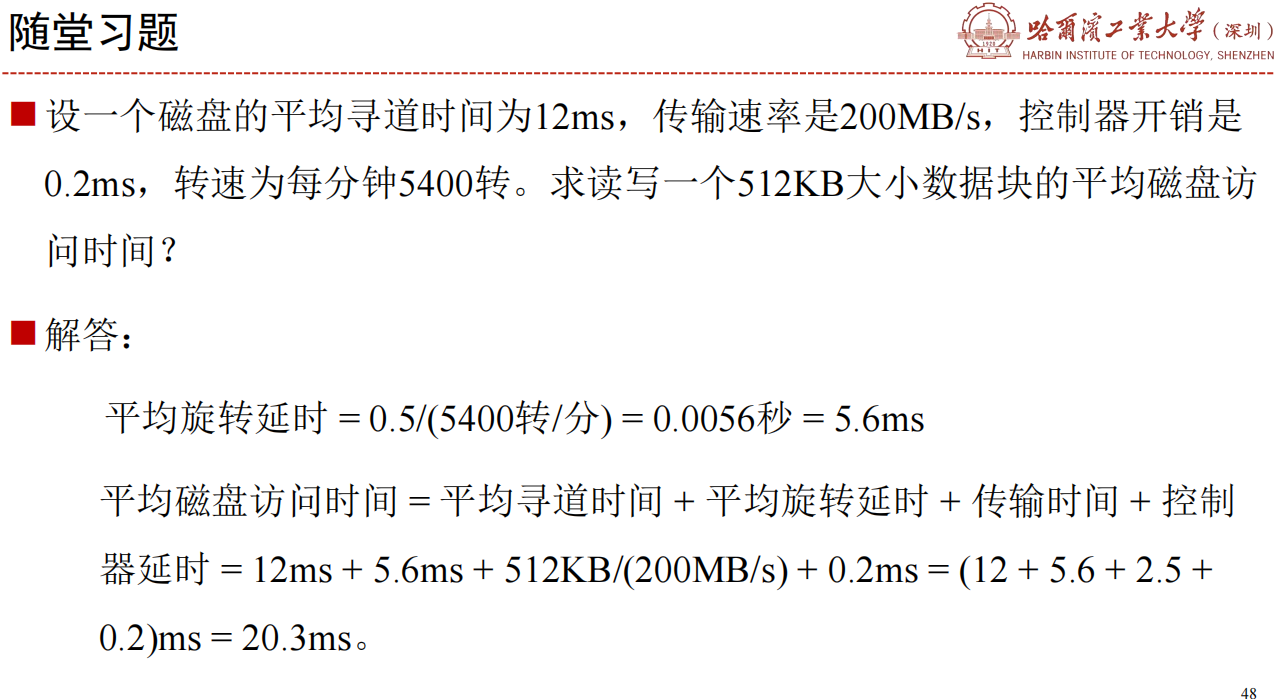 随堂习题
哈爾濱工業大學(深圳)
HARBIN INSTITUTE OF TECHNOLOGY, SHENZHEN
1920
HIT
设一个磁盘的平均寻道时间为12ms，传输速率是200MB/s，控制器开销是
0.2ms，转速为每分钟5400转。求读写一个512KB大小数据块的平均磁盘访
问时间？
解答：
平均旋转延时 = 0.5/(5400转/分) = 0.0056秒 = 5.6ms
平均磁盘访问时间 = 平均寻道时间 + 平均旋转延时 + 传输时间 + 控制
器延时 = 12ms + 5.6ms + 512KB/(200MB/s) + 0.2ms = (12 + 5.6 + 2.5 +
0.2)ms = 20.3ms。
48